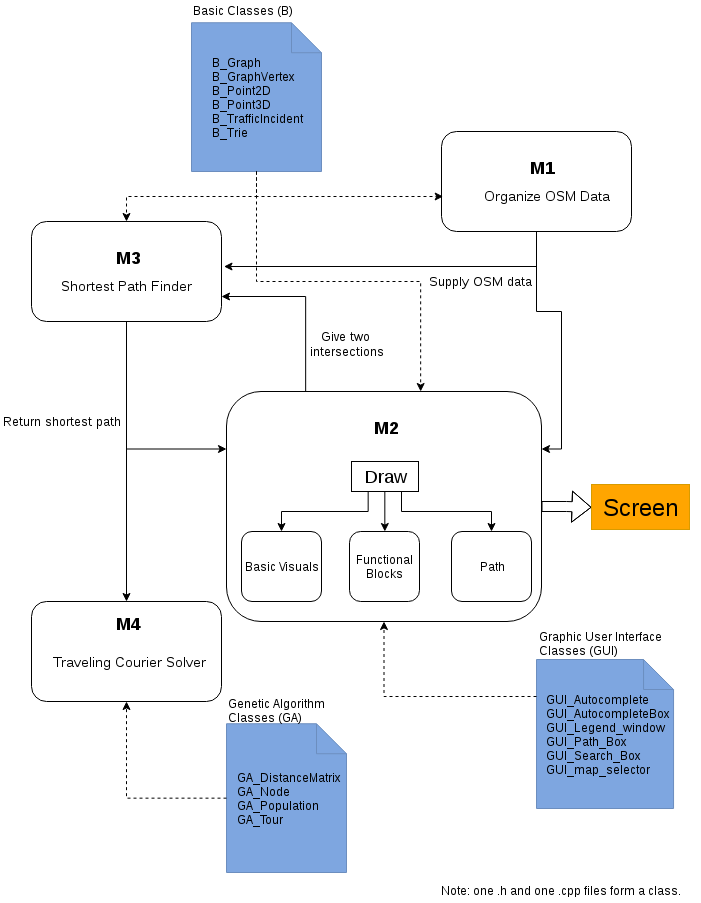 Basic Classes (B)
B_Graph
B_GraphVertex
B_Point2D
B_Point3D
B_TrafficIncident
B_Trie
M1
Organize OSM Data
M3
Shortest Path Finder
Supply OSM data
Give two
intersections
Return shortest path
M2
Draw
Basic Visuals
Functional
Blocks
Path
Screen
M4
Traveling Courier Solver
Graphic User Interface
Classes (GUI)
GUI_Autocomplete
GUI_AutocompleteBox
GUI_Legend_window
GUI_Path_Box
GUI_Search_Box
GUI_map_selector
Genetic Algorithm
Classes (GA)
GA_DistanceMatrix
GA_Node
GA_Population
GA_Tour
Note: one .h and one .cpp files form a class.